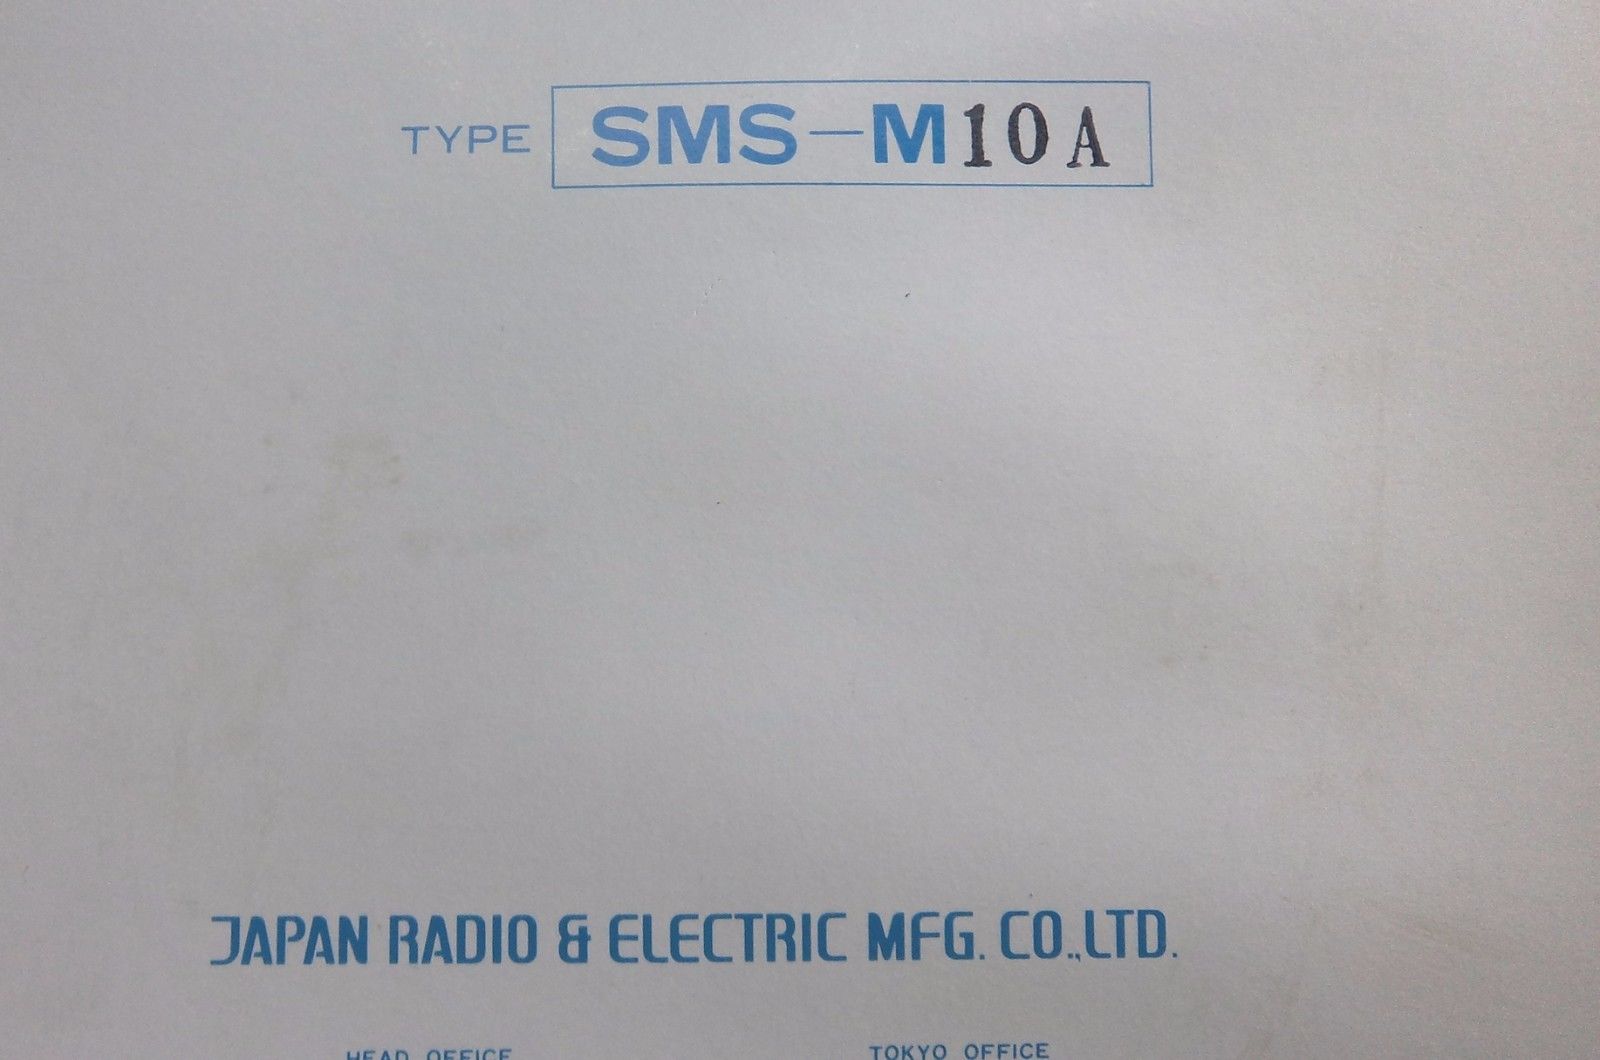 TYPE SMS-M10A
JAPAN RADIO & ELECTRIC MFG. CO., LTD.
HEAD OFFICE TOKYO OFFICE